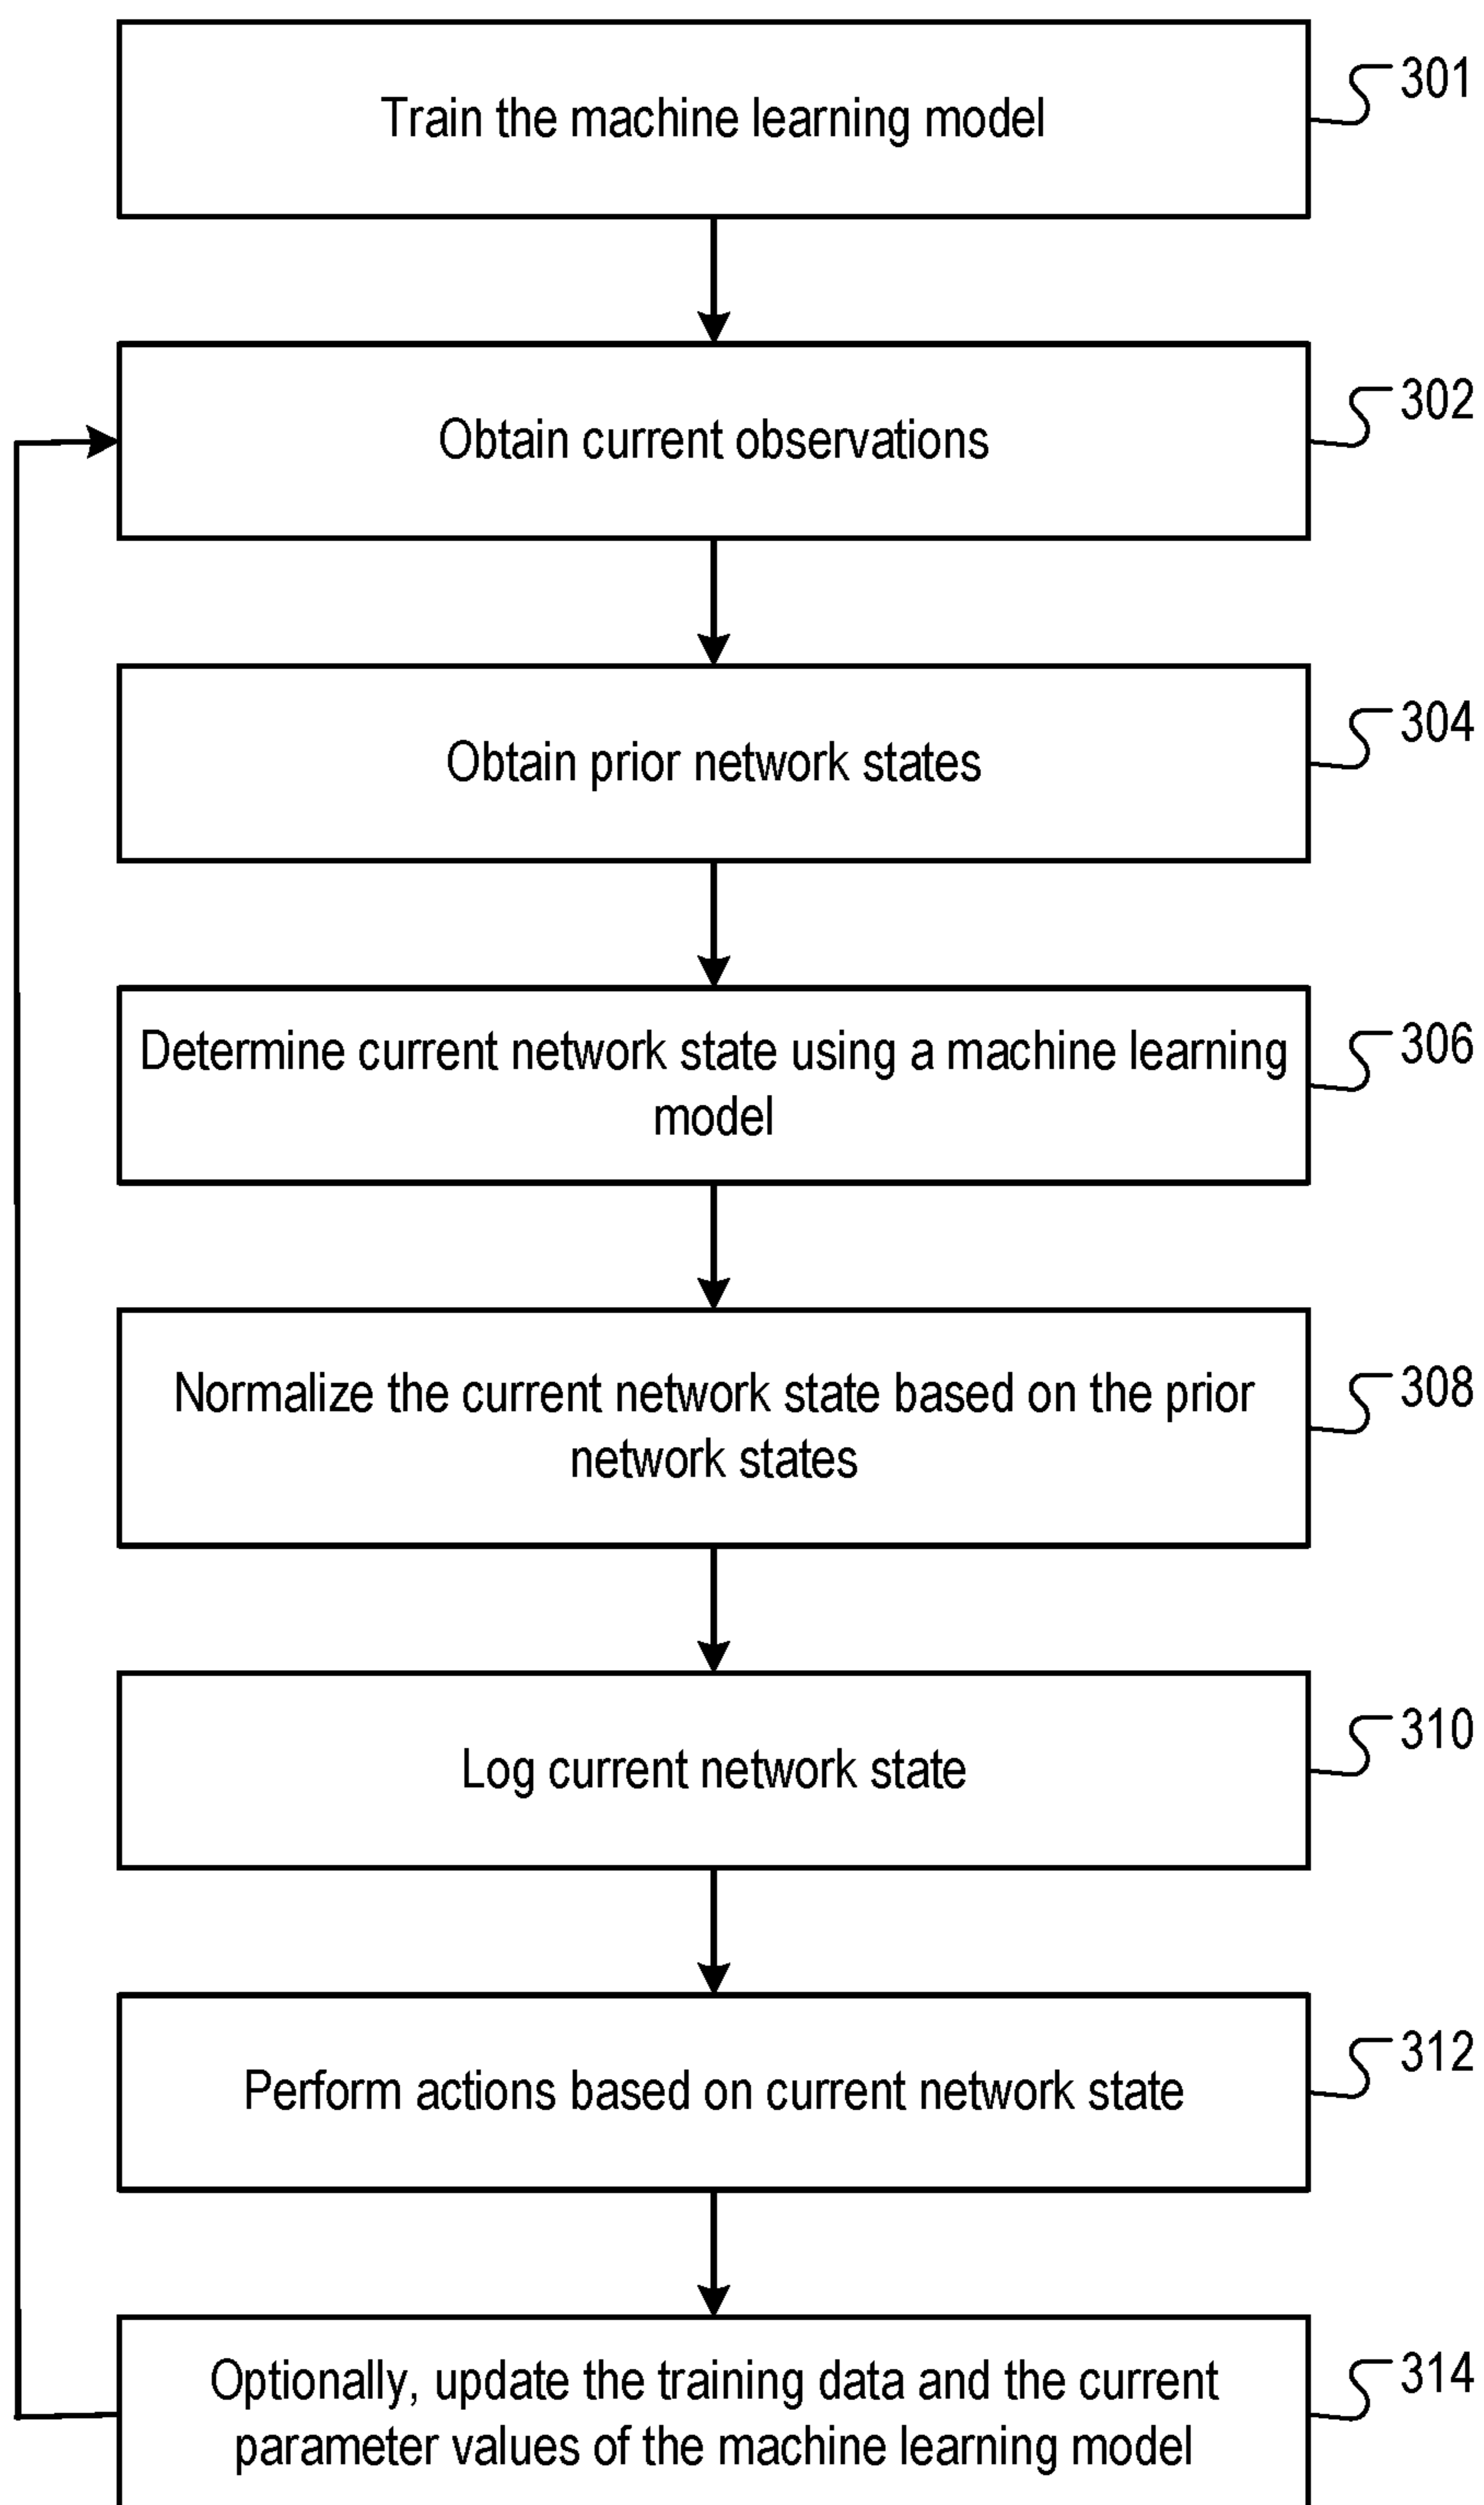 Train the machine learning model
301
Obtain current observations
302
Obtain prior network states
304
Determine current network state using a machine learning
model
306
Normalize the current network state based on the prior
network states
308
Log current network state
310
Perform actions based on current network state
312
Optionally, update the training data and the current
parameter values of the machine learning model
314